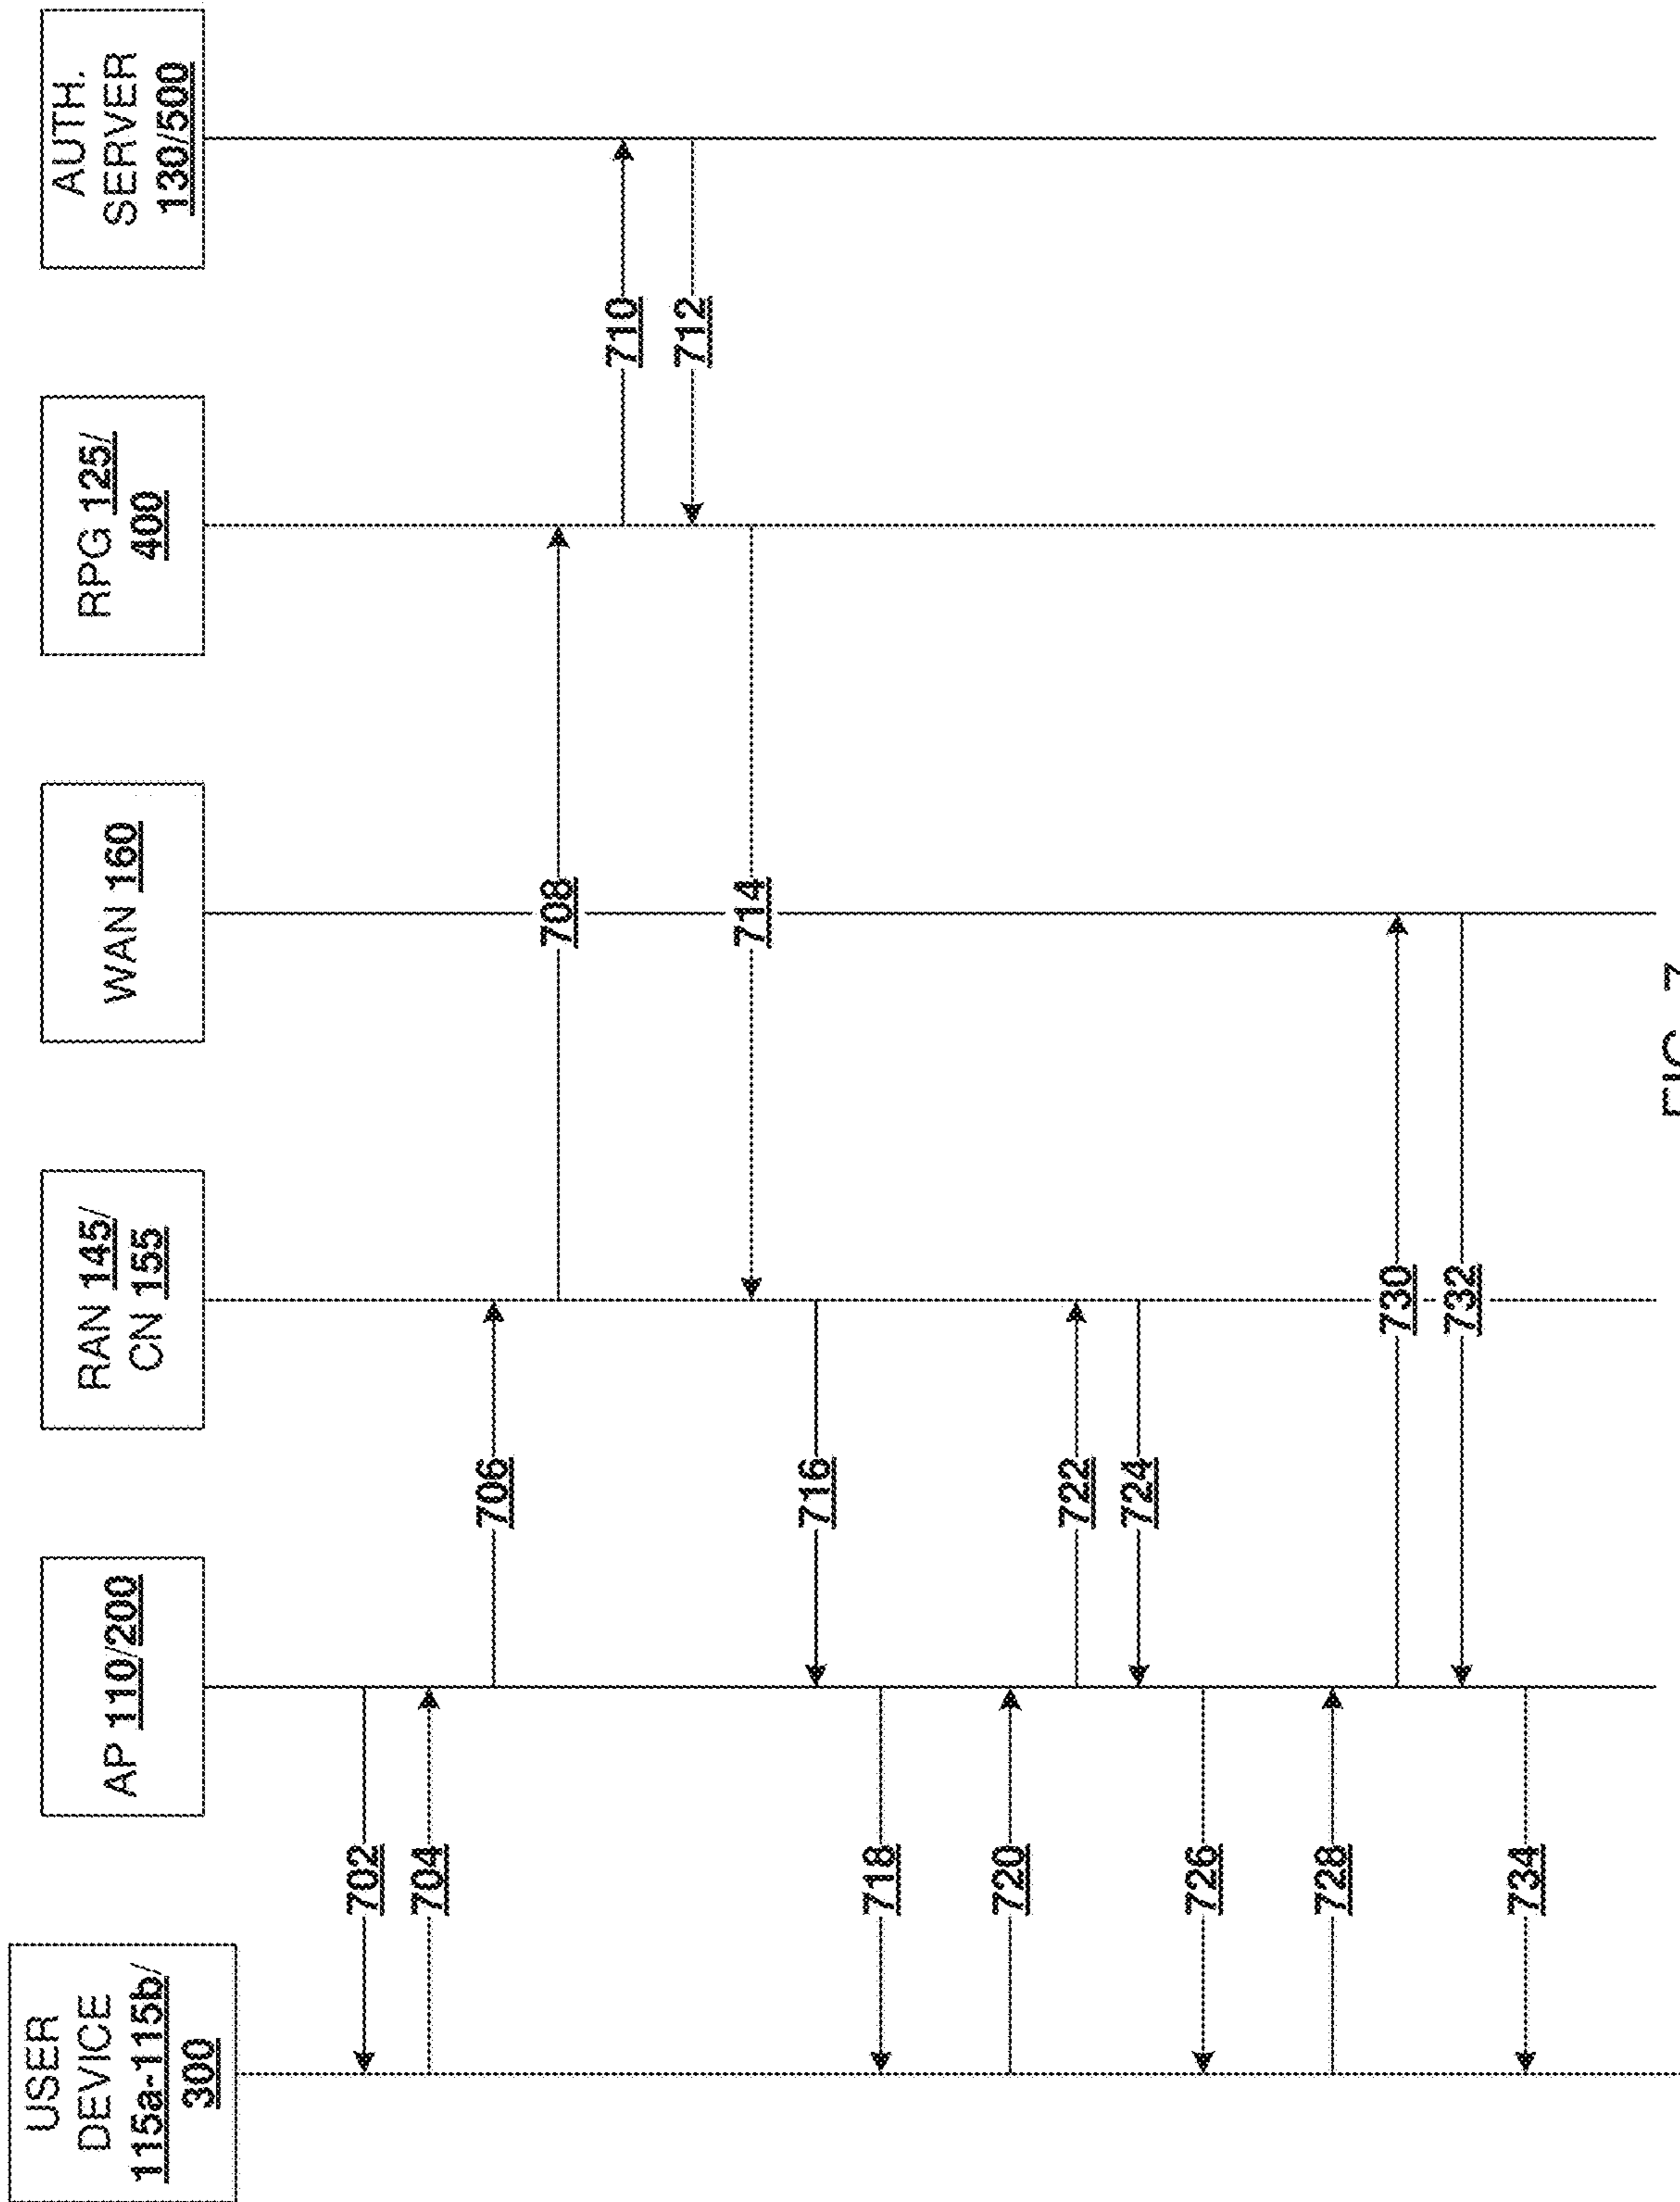 USER
DEVICE
115a-115b/
300
AP 110/200
RAN 145/
CN 155
WAN 160
RPG 125/
400
AUTH.
SERVER
130/500
702
704
706
708
710
712
714
716
718
720
722
724
726
728
730
732
734
FIG. 7